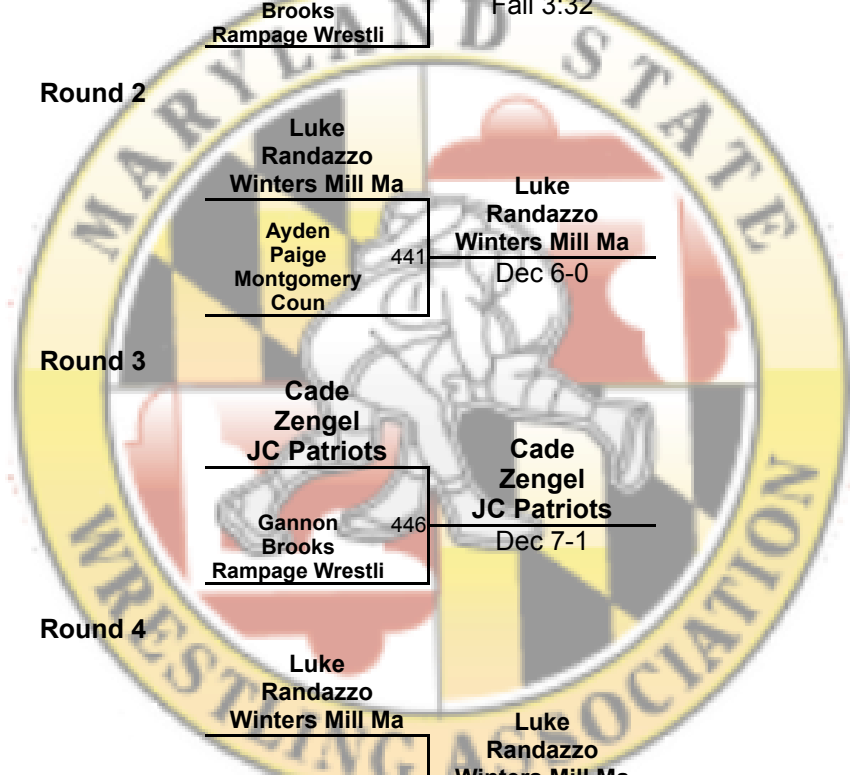 Brooks
Rampage Wrestli
Fall 3:32
Round 2
Luke
Randazzo
Winters Mill Ma
Ayden
Paige
Montgomery
Coun
441
Luke
Randazzo
Winters Mill Ma
Dec 6-0
Round 3
Cade
Zengel
JC Patriots
Gannon
Brooks
Rampage Wrestli
446
Cade
Zengel
JC Patriots
Dec 7-1
Round 4
Luke
Randazzo
Winters Mill Ma
Luke
Randazzo
Winters Mill Ma
MARYLAND STATE
WRESTLING ASSOCIATION